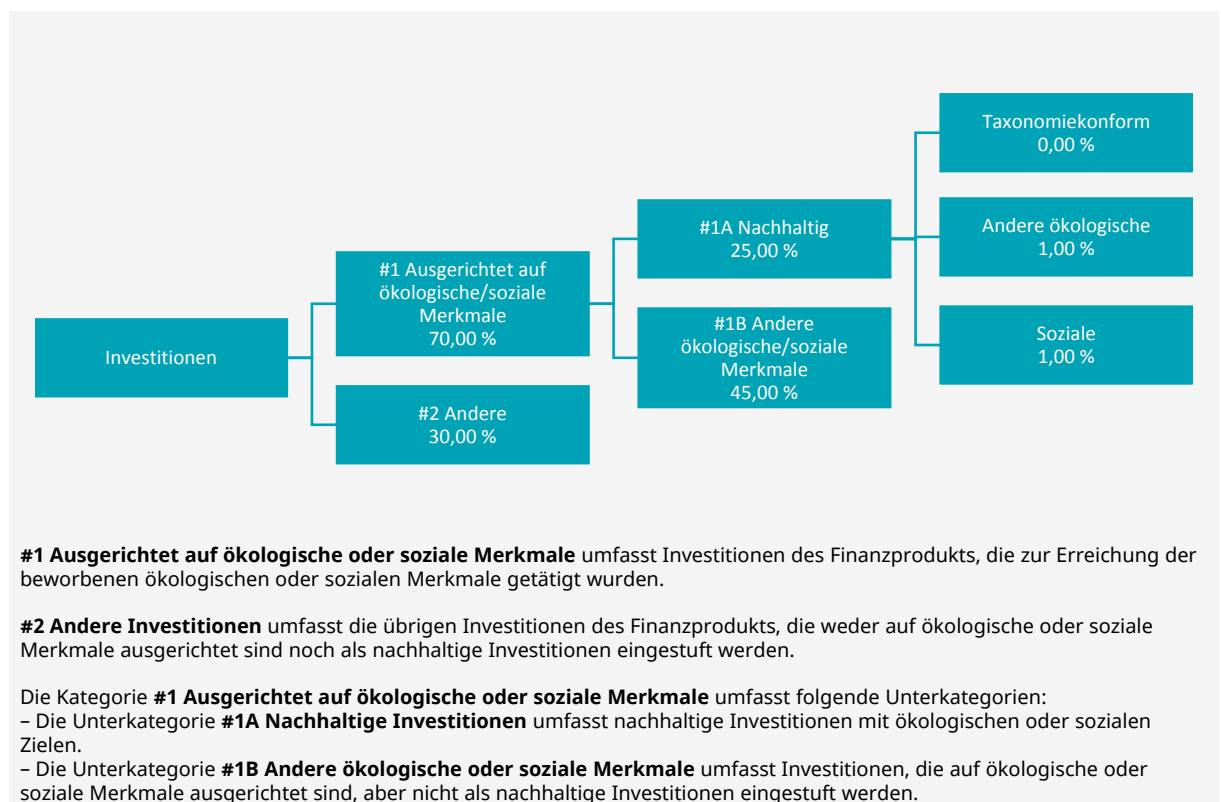 Investitionen
#1 Ausgerichtet auf
ökologische/soziale
Merkmale
70,00 %
#2 Andere
30,00 %
#1A Nachhaltig
25,00 %
#1B Andere
ökologische/soziale
Merkmale
45,00 %
Taxonomiekonform
0,00 %
Andere ökologische
1,00 %
Soziale
1,00 %
#1 Ausgerichtet auf ökologische oder soziale Merkmale umfasst Investitionen des Finanzprodukts, die zur Erreichung der
beworbenen ökologischen oder sozialen Merkmale getätigt wurden.
#2 Andere Investitionen umfasst die übrigen Investitionen des Finanzprodukts, die weder auf ökologische oder soziale
Merkmale ausgerichtet sind noch als nachhaltige Investitionen eingestuft werden.
Die Kategorie #1 Ausgerichtet auf ökologische oder soziale Merkmale umfasst folgende Unterkategorien:
– Die Unterkategorie #1A Nachhaltige Investitionen umfasst nachhaltige Investitionen mit ökologischen oder sozialen
Zielen.
– Die Unterkategorie #1B Andere ökologische oder soziale Merkmale umfasst Investitionen, die auf ökologische oder
soziale Merkmale ausgerichtet sind, aber nicht als nachhaltige Investitionen eingestuft werden.